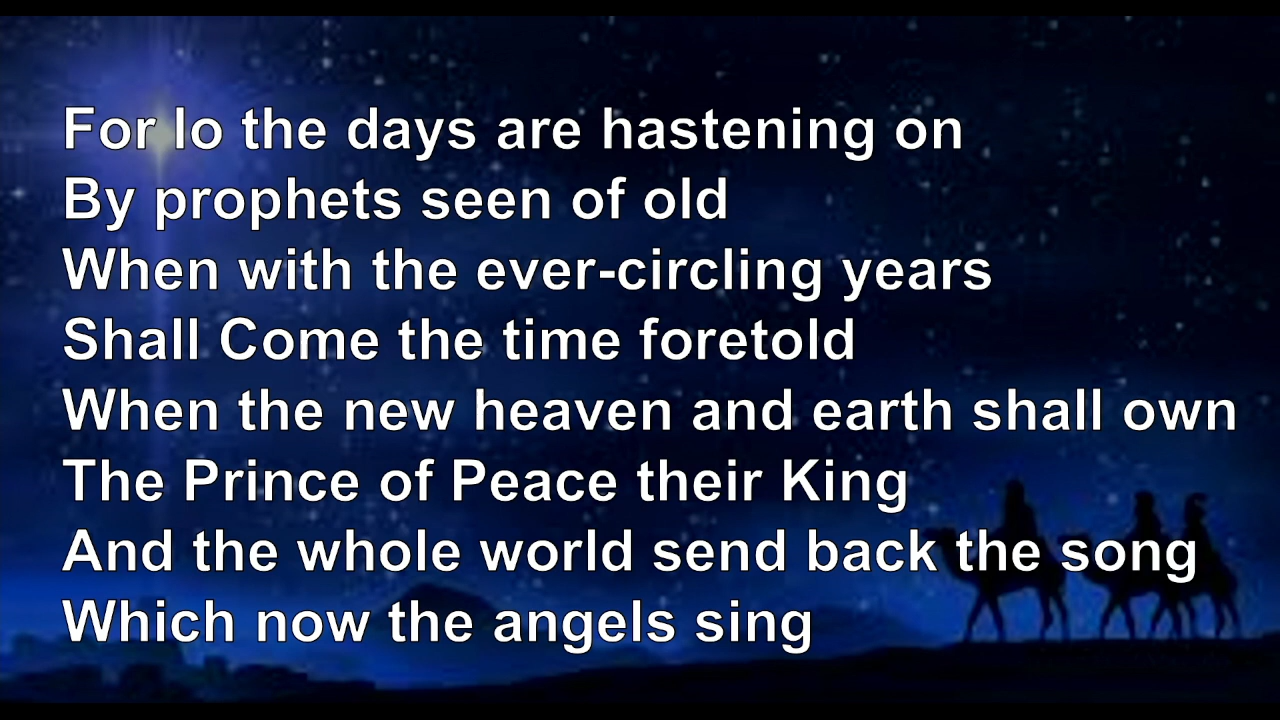 For lo the days are hastening on
By prophets seen of old
When with the ever-circling years
Shall Come the time foretold
When the new heaven and earth shall own
The Prince of Peace their King
And the whole world send back the song
Which now the angels sing